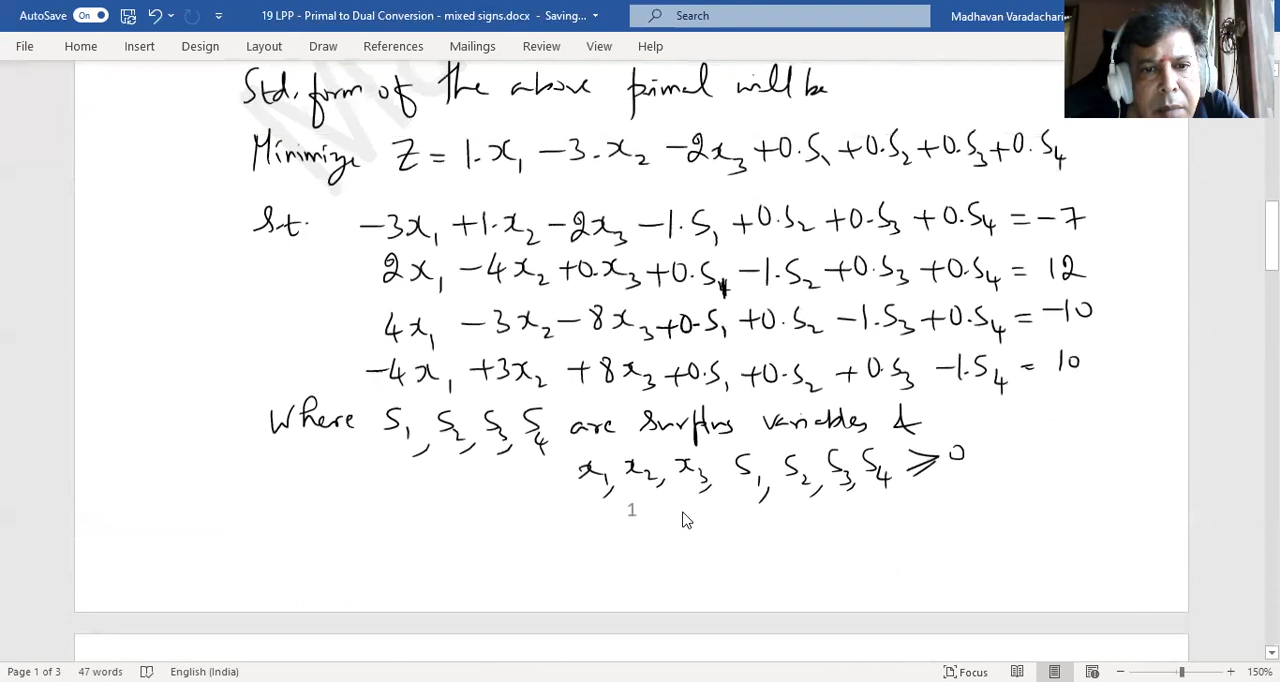 AutoSave On 19 LPP - Primal to Dual Conversion - mixed signs.docx - Saving... Search Madhavan Varadachari
File Home Insert Design Layout Draw References Mailings Review View Help
Std. form of the above primal will be
Minimize Z = 1.x₁ - 3.x₂ - 2x₃ + 0.S₁ + 0.S₂ + 0.S₃ + 0.S₄
St. -3x₁ + 1.x₂ - 2x₃ - 1.S₁ + 0.S₂ + 0.S₃ + 0.S₄ = -7
2x₁ - 4x₂ + 0.x₃ + 0.S₁ - 1.S₂ + 0.S₃ + 0.S₄ = 12
4x₁ - 3x₂ - 8x₃ + 0.S₁ + 0.S₂ - 1.S₃ + 0.S₄ = -10
-4x₁ + 3x₂ + 8x₃ + 0.S₁ + 0.S₂ + 0.S₃ - 1.S₄ = 10
Where S₁, S₂, S₃, S₄ are surplus variables &
x₁, x₂, x₃, S₁, S₂, S₃, S₄ ≥ 0
1
Page 1 of 3 47 words English (India) Focus 150%